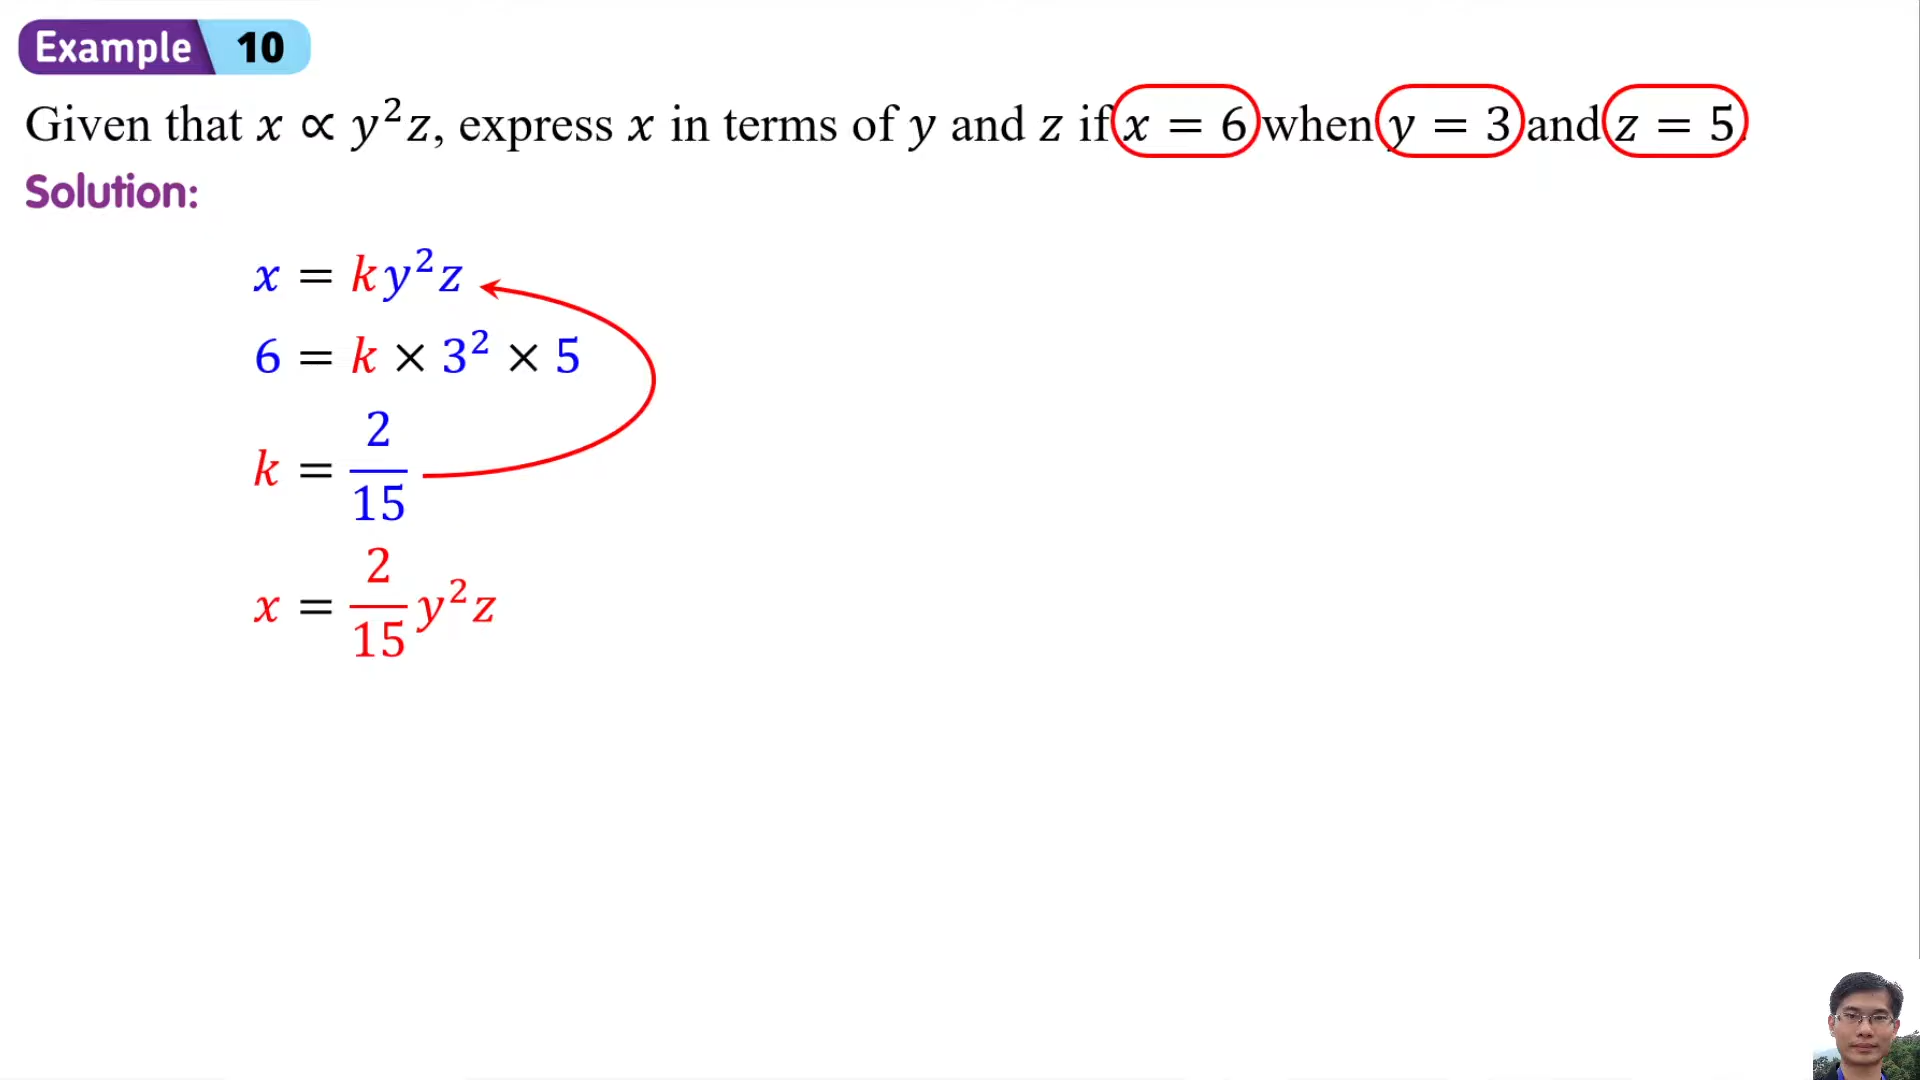 Example 10
Given that x ∝ y²z, express x in terms of y and z if x = 6 when y = 3 and z = 5.
Solution:
x = ky²z
6 = k × 3² × 5
k = 2/15
x = 2/15 y²z